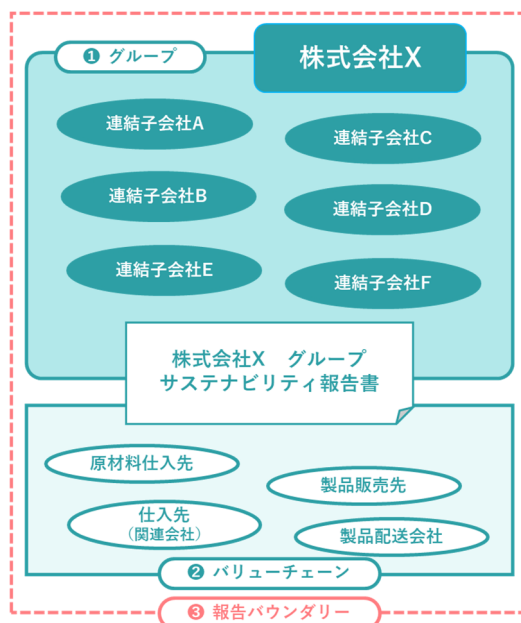 ❶ グループ
株式会社X
連結子会社A
連結子会社C
連結子会社B
連結子会社D
連結子会社E
連結子会社F
株式会社X グループ
サステナビリティ報告書
原材料仕入先
製品販売先
仕入先
（関連会社）
製品配送会社
❷ バリューチェーン
❸ 報告バウンダリー